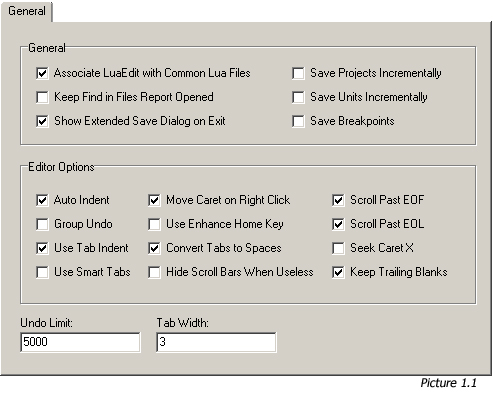 General
General
Associate LuaEdit with Common Lua Files
Save Projects Incrementally
Keep Find in Files Report Opened
Save Units Incrementally
Show Extended Save Dialog on Exit
Save Breakpoints
Editor Options
Auto Indent
Move Caret on Right Click
Scroll Past EOF
Group Undo
Use Enhance Home Key
Scroll Past EOL
Use Tab Indent
Convert Tabs to Spaces
Seek Caret X
Use Smart Tabs
Hide Scroll Bars When Useless
Keep Trailing Blanks
Undo Limit:
Tab Width:
5000
3
Picture 1.1